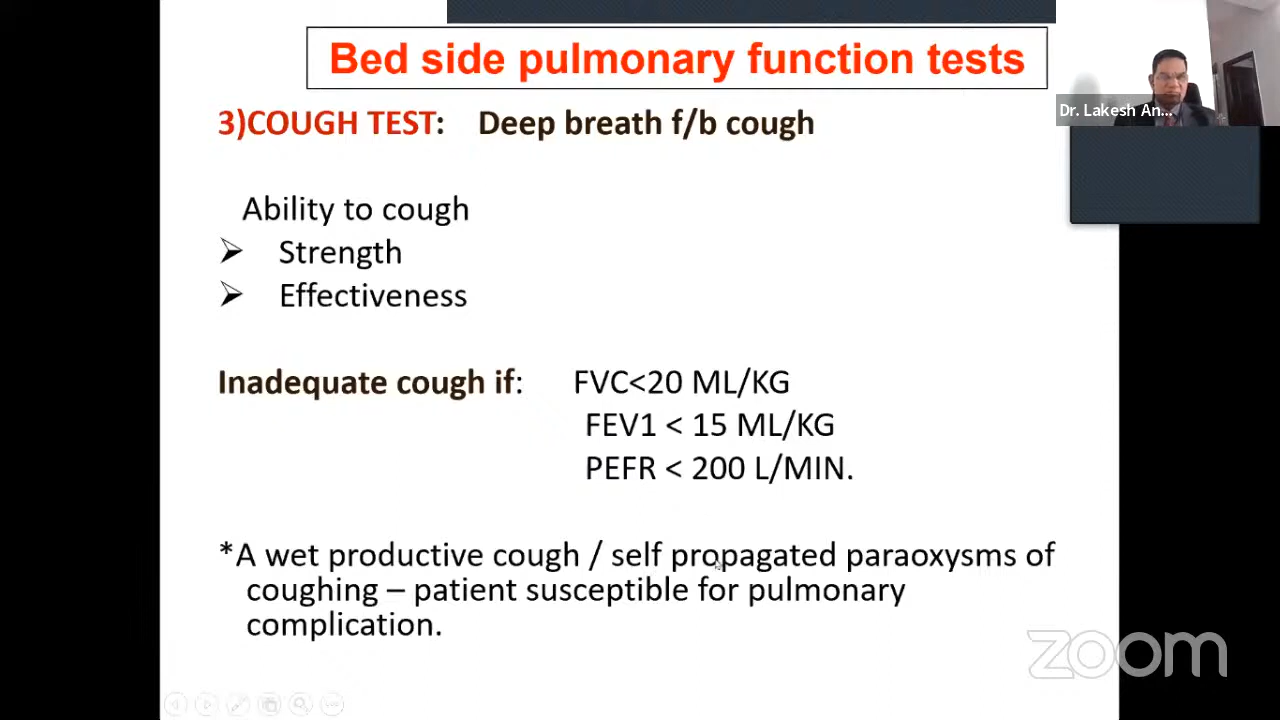 Bed side pulmonary function tests
3)COUGH TEST: Deep breath f/b cough
Dr. Lakesh An...
Ability to cough
➢ Strength
➢ Effectiveness
Inadequate cough if: FVC<20 ML/KG
FEV1 < 15 ML/KG
PEFR < 200 L/MIN.
*A wet productive cough / self propagated paraoxysms of
coughing – patient susceptible for pulmonary
complication.
zoom